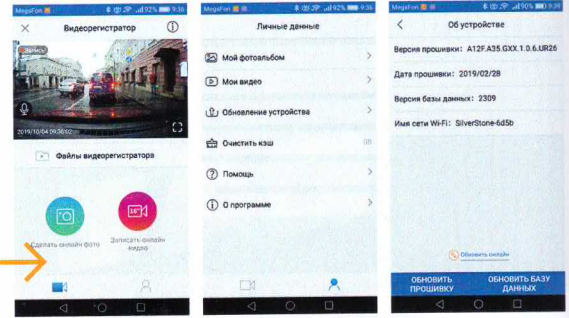 MegaFon 92% 9:36
Видеорегистратор
Запись
2019/10/04 09:36:02
Файлы видеорегистратора
Сделать онлайн фото
16"
Записать онлайн видео
MegaFon 92% 9:36
Личные данные
Мой фотоальбом
Мои видео
Обновление устройства
Очистить кэш 0B
Помощь
О программе
MegaFon 90% 9:38
Об устройстве
Версия прошивки: A12F.A35.GXX.1.0.6.UR26
Дата прошивки: 2019/02/28
Версия базы данных: 2309
Имя сети Wi-Fi: SilverStone-6d5b
Обновить онлайн
ОБНОВИТЬ
ПРОШИВКУ
ОБНОВИТЬ БАЗУ
ДАННЫХ